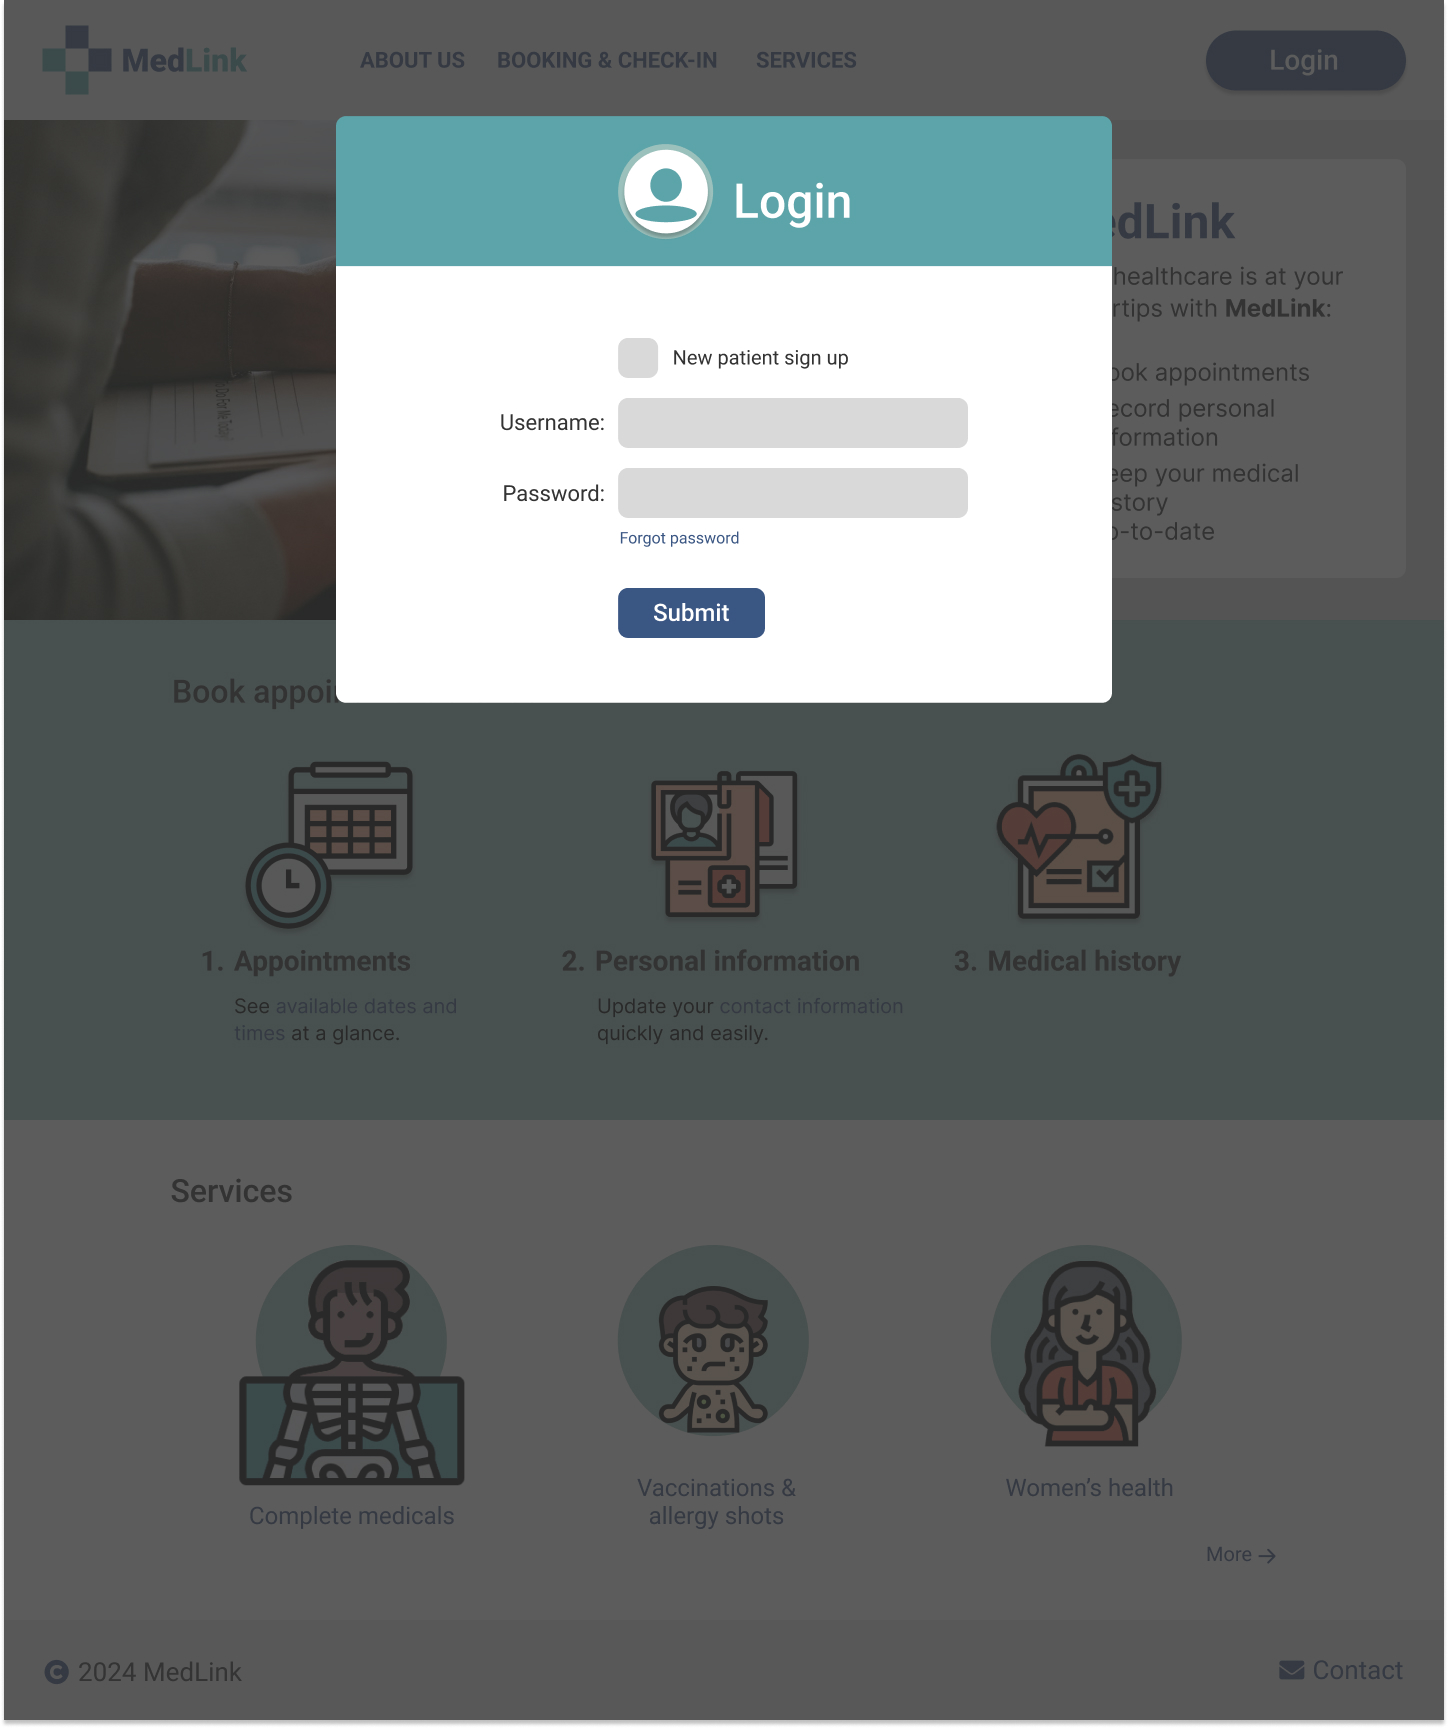 MedLink
ABOUT US
BOOKING & CHECK-IN
SERVICES
Login
Login
New patient sign up
Username:
Password:
Forgot password
Submit
edLink
healthcare is at your
rtips with MedLink:
ook appointments
ecord personal
formation
eep your medical
story
o-to-date
Book appoi
1. Appointments
See available dates and
times at a glance.
2. Personal information
Update your contact information
quickly and easily.
3. Medical history
Services
Complete medicals
Vaccinations &
allergy shots
Women's health
More →
© 2024 MedLink
Contact